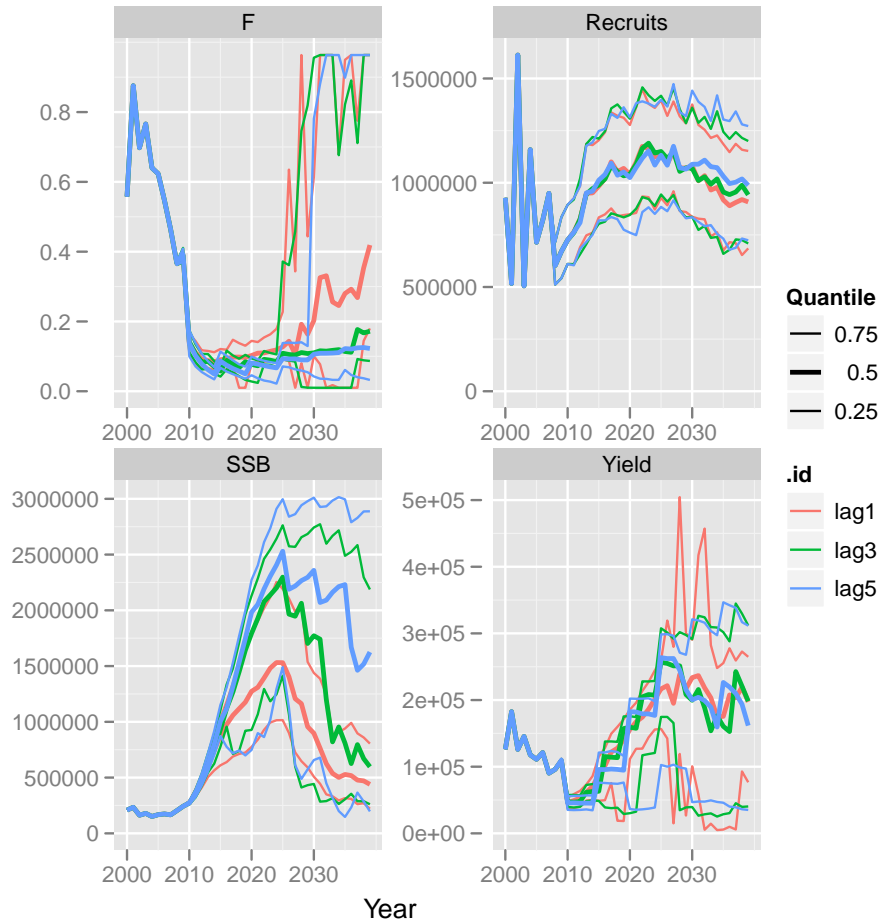 F
Recruits
0.8
0.6
0.4
0.2
0.0
1500000
1000000
500000
0
2000 2010 2020 2030
2000 2010 2020 2030
SSB
Yield
3000000
2500000
2000000
1500000
1000000
500000
0
5e+05
4e+05
3e+05
2e+05
1e+05
0e+00
2000 2010 2020 2030
2000 2010 2020 2030
Year
Quantile
0.75
0.5
0.25
.id
lag1
lag3
lag5